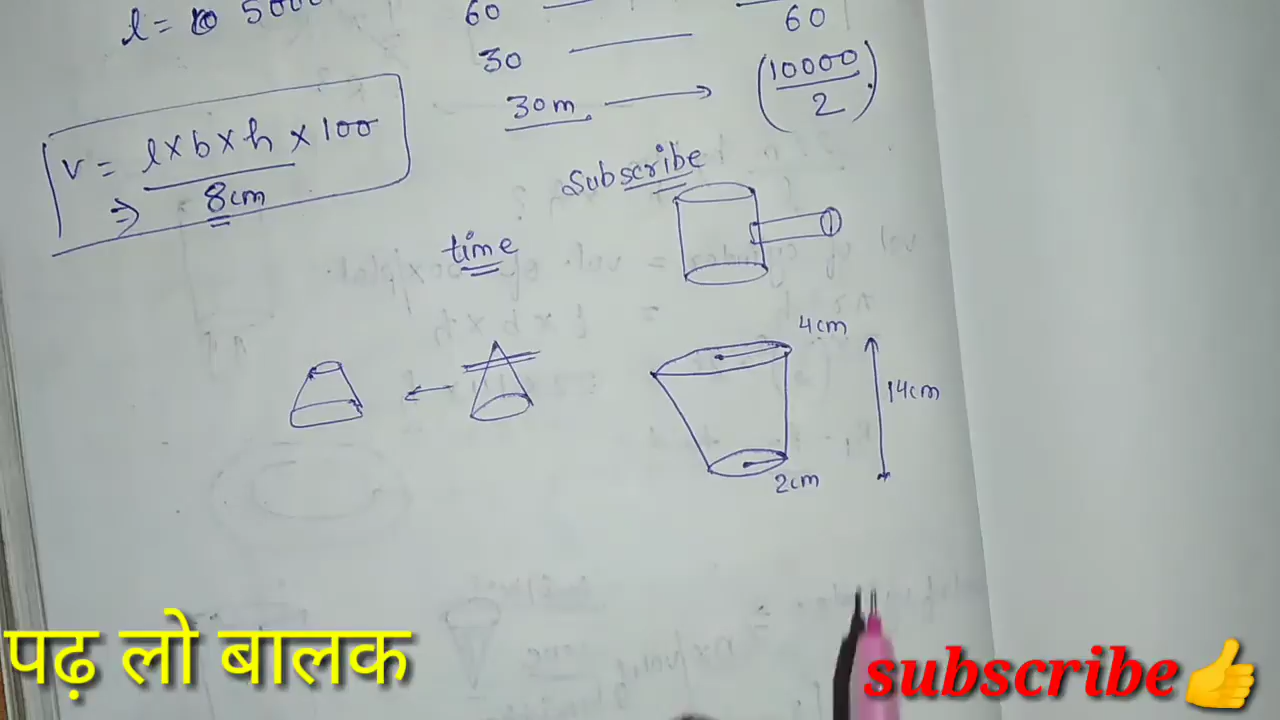 l = 5000
60
60
30
30m → (10000/2)
v = l×b×h×100
⇒ 8cm
Subscribe
time
4cm
14cm
2cm
पढ़ लो बालक
subscribe